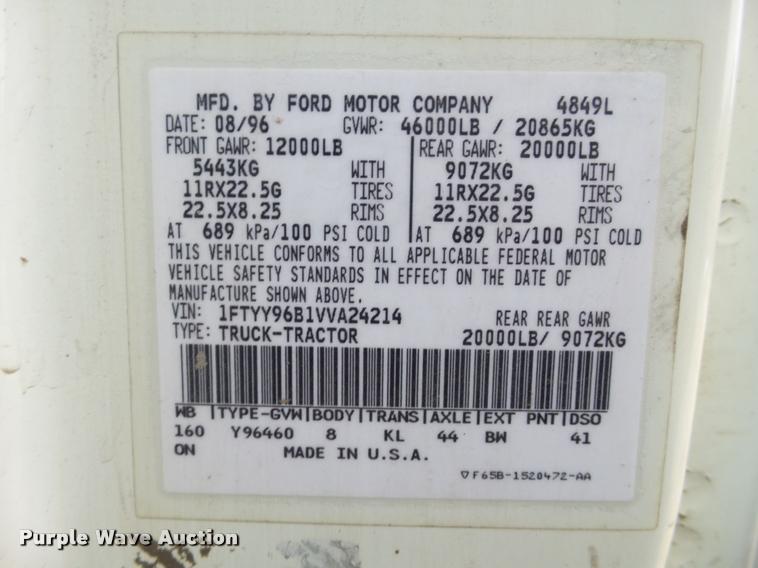 MFD. BY FORD MOTOR COMPANY 4849L
DATE: 08/96 GVWR: 46000LB / 20865KG
FRONT GAWR: 12000LB REAR GAWR: 20000LB
5443KG WITH 9072KG WITH
11RX22.5G TIRES 11RX22.5G TIRES
22.5X8.25 RIMS 22.5X8.25 RIMS
AT 689 kPa/100 PSI COLD AT 689 kPa/100 PSI COLD
THIS VEHICLE CONFORMS TO ALL APPLICABLE FEDERAL MOTOR
VEHICLE SAFETY STANDARDS IN EFFECT ON THE DATE OF
MANUFACTURE SHOWN ABOVE.
VIN: 1FTYY96B1VVA24214 REAR REAR GAWR
TYPE: TRUCK-TRACTOR 20000LB/ 9072KG
WB |TYPE-GVW|BODY|TRANS|AXLE|EXT PNT|DSO
160 Y96460 8 KL 44 BW 41
ON MADE IN U.S.A.
▽F65B-1520472-AA
Purple Wave Auction